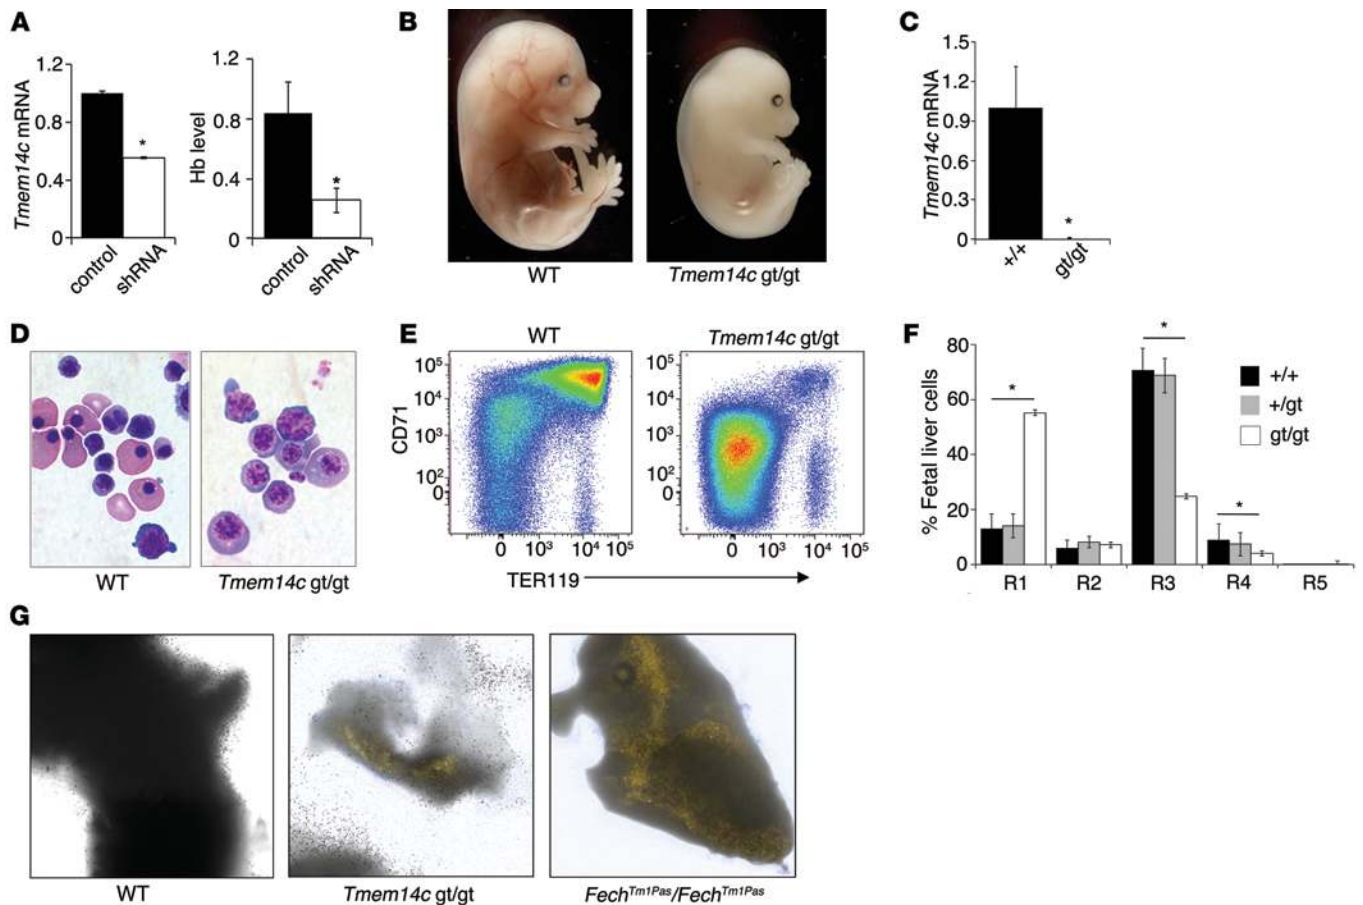 A
Tmem14c mRNA
1.2
0.8
0.4
0
*
control
shRNA
Hb level
1.2
0.8
0.4
0
*
control
shRNA
B
WT
Tmem14c gt/gt
C
Tmem14c mRNA
1.5
1.2
0.9
0.6
0.3
0
*
+/+
gt/gt
D
WT
Tmem14c gt/gt
E
WT
Tmem14c gt/gt
CD71
10⁵
10⁴
10³
10²
0
0
10³
10⁴
10⁵
10⁵
10⁴
10³
10²
0
0
10³
10⁴
10⁵
TER119
F
% Fetal liver cells
80
60
40
20
0
*
*
*
+/+
+/gt
gt/gt
R1
R2
R3
R4
R5
G
WT
Tmem14c gt/gt
Fech^Tm1Pas/Fech^Tm1Pas